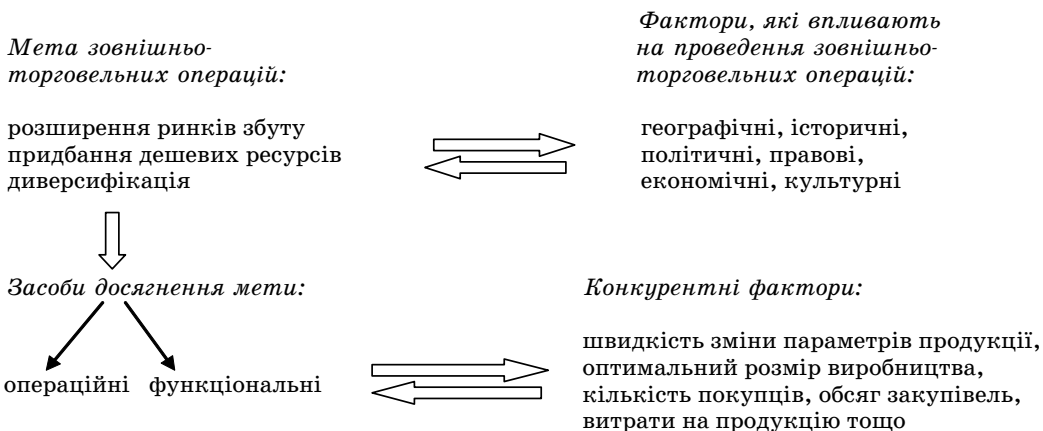 Мета зовнішньо-
торговельних операцій:
розширення ринків збуту
придбання дешевих ресурсів
диверсифікація
Фактори, які впливають
на проведення зовнішньо-
торговельних операцій:
географічні, історичні,
політичні, правові,
економічні, культурні
Засоби досягнення мети:
операційні функціональні
Конкурентні фактори:
швидкість зміни параметрів продукції,
оптимальний розмір виробництва,
кількість покупців, обсяг закупівель,
витрати на продукцію тощо